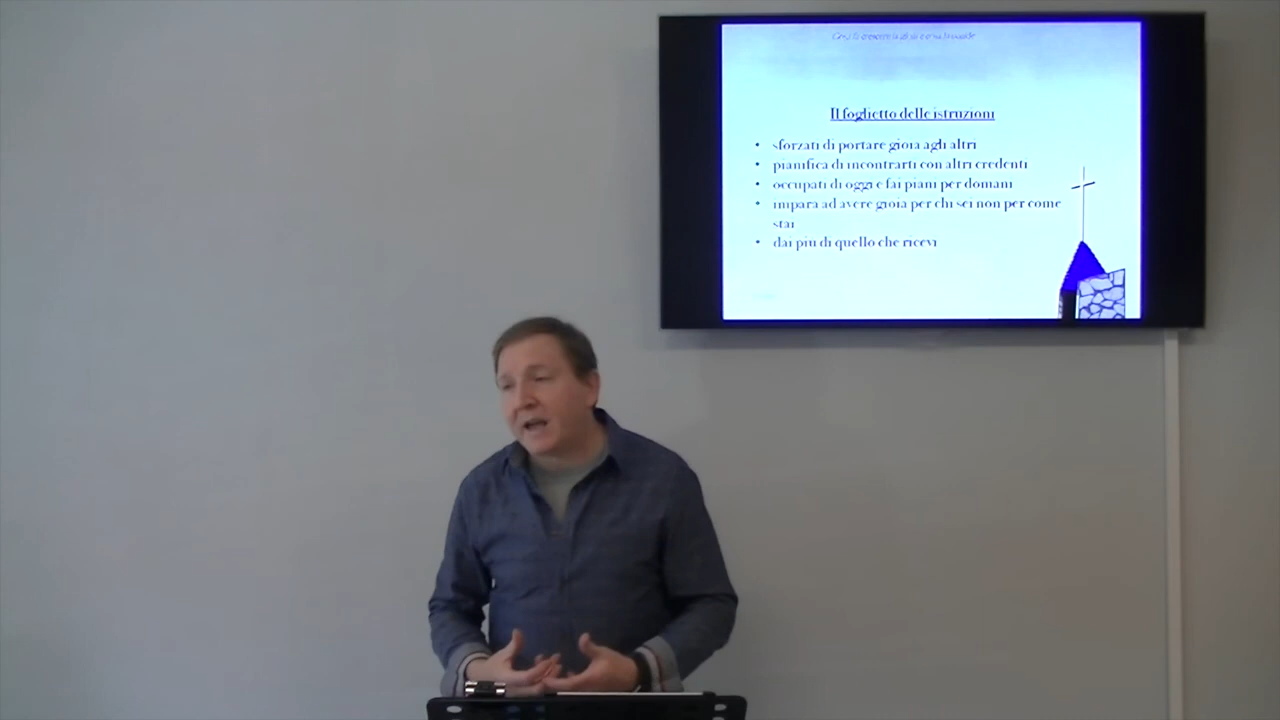 Il foglietto delle istruzioni
• sforzati di portare gioia agli altri
• pianifica di incontrarti con altri credenti
• occupati di oggi e fai piani per domani
• impara ad avere gioia per chi sei non per come
stai
• dai più di quello che ricevi